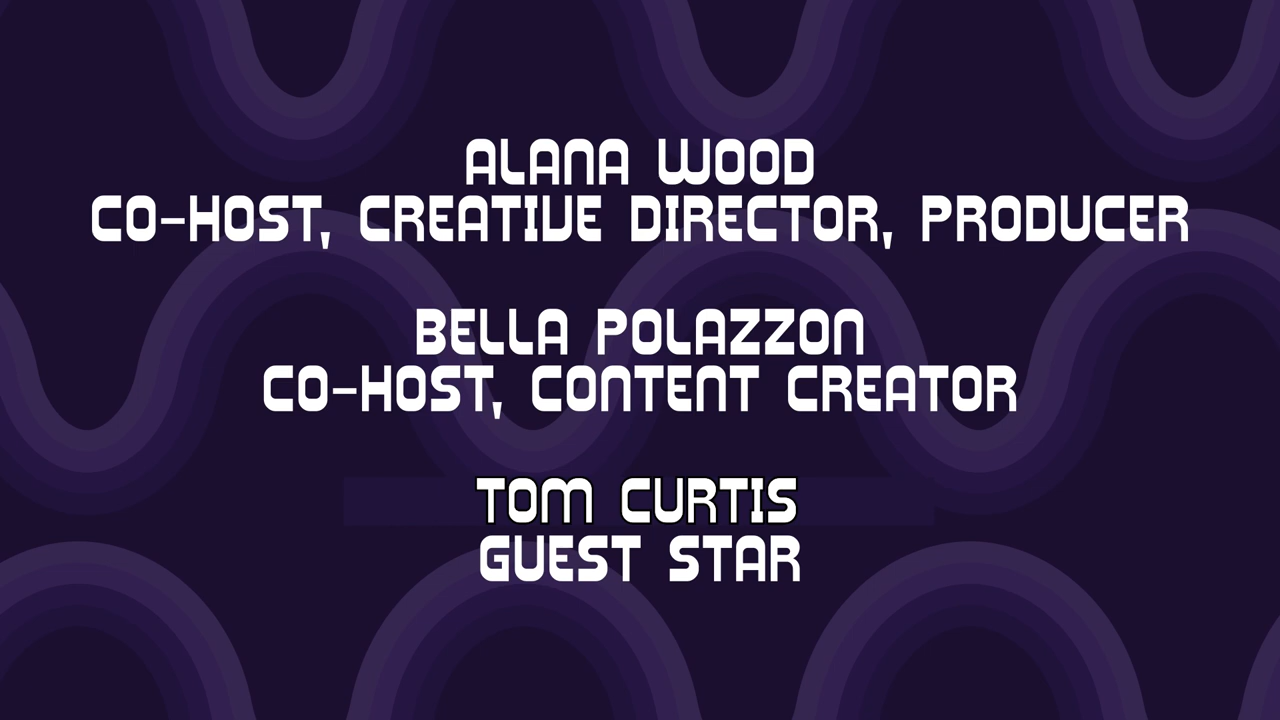 ALANA WOOD
CO-HOST, CREATIVE DIRECTOR, PRODUCER
BELLA POLAZZON
CO-HOST, CONTENT CREATOR
TOM CURTIS
GUEST STAR